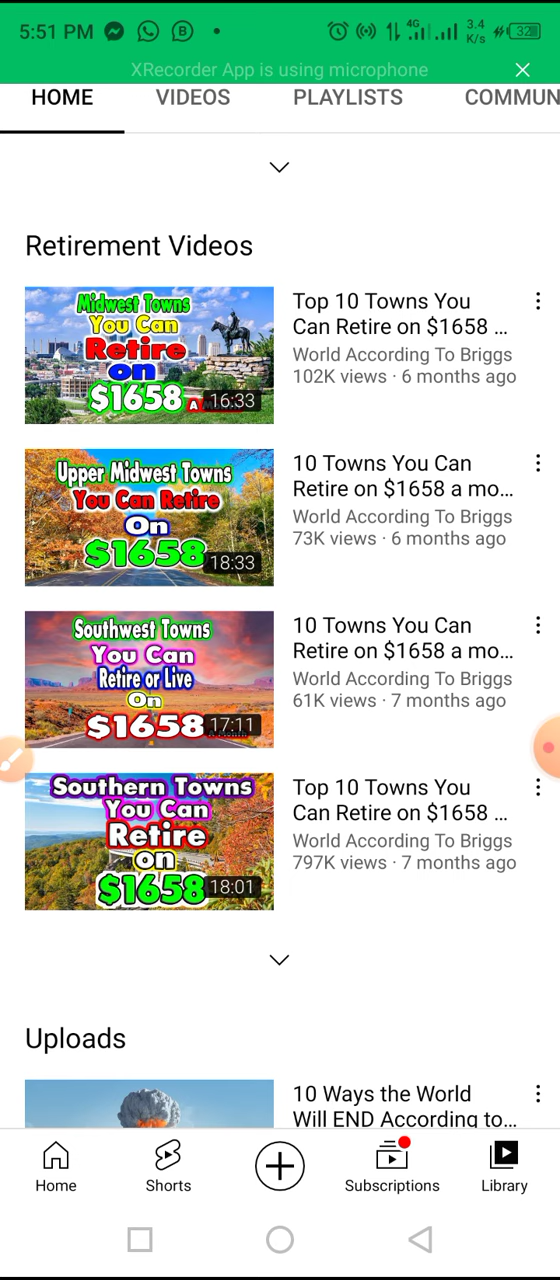 5:51 PM
4G
3.4 K/s
32
XRecorder App is using microphone
HOME VIDEOS PLAYLISTS COMMUN
Retirement Videos
Midwest Towns
You Can
Retire
on
$1658 A
16:33
Top 10 Towns You
Can Retire on $1658 ...
World According To Briggs
102K views · 6 months ago
Upper Midwest Towns
You Can Retire
On
$1658
18:33
10 Towns You Can
Retire on $1658 a mo...
World According To Briggs
73K views · 6 months ago
Southwest Towns
You Can
Retire or Live
On
$1658
17:11
10 Towns You Can
Retire on $1658 a mo...
World According To Briggs
61K views · 7 months ago
Southern Towns
You Can
Retire
on
$1658
18:01
Top 10 Towns You
Can Retire on $1658 ...
World According To Briggs
797K views · 7 months ago
Uploads
10 Ways the World
Will END According to...
Home Shorts Subscriptions Library